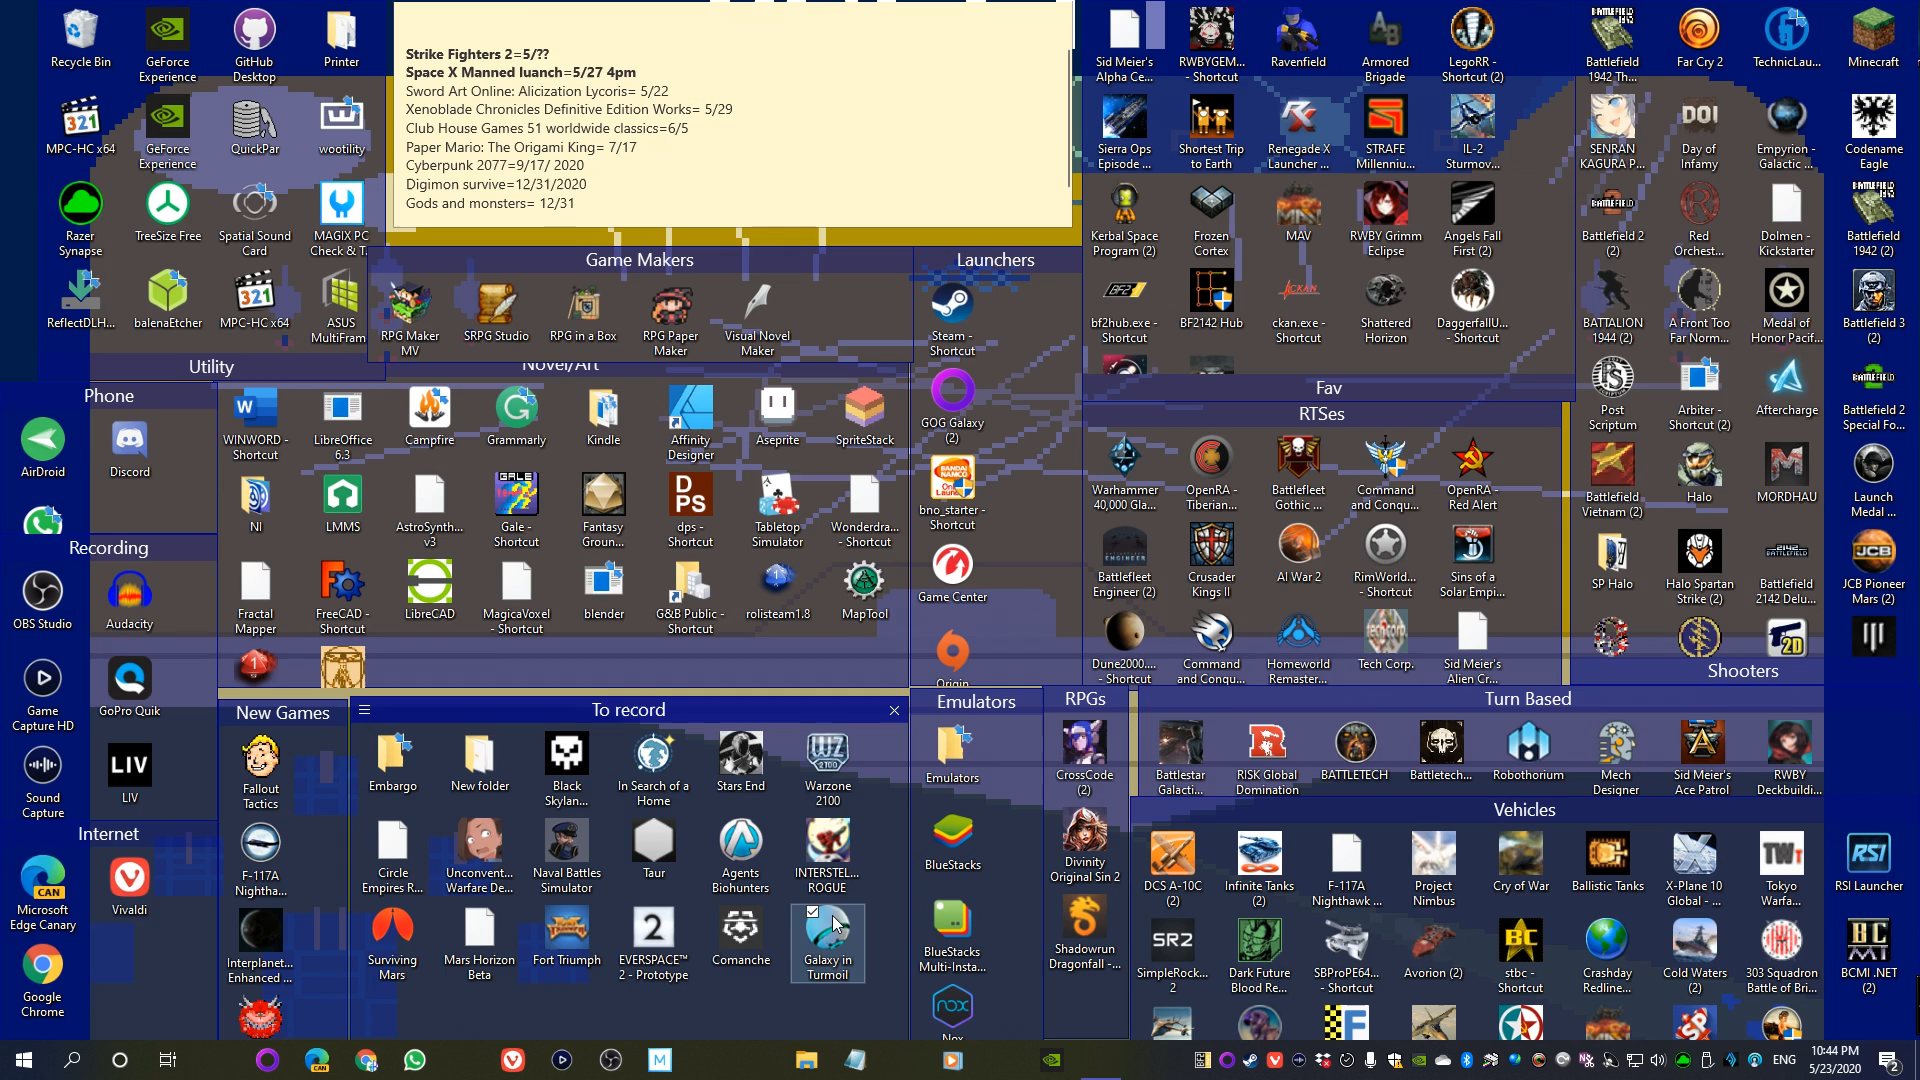 Recycle Bin
GeForce
Experience
GitHub
Desktop
Printer
MPC-HC x64
GeForce
Experience
QuickPar
wootility
Razer
Synapse
TreeSize Free
Spatial Sound
Card
MAGIX PC
Check & T...
ReflectDLH...
balenaEtcher
MPC-HC x64
ASUS
MultiFram
Utility
Strike Fighters 2=5/??
Space X Manned luanch=5/27 4pm
Sword Art Online: Alicization Lycoris= 5/22
Xenoblade Chronicles Definitive Edition Works= 5/29
Club House Games 51 worldwide classics=6/5
Paper Mario: The Origami King= 7/17
Cyberpunk 2077=9/17/ 2020
Digimon survive=12/31/2020
Gods and monsters= 12/31
Game Makers
RPG Maker
MV
SRPG Studio
RPG in a Box
RPG Paper
Maker
Visual Novel
Maker
Launchers
Steam -
Shortcut
GOG Galaxy
(2)
bno_starter -
Shortcut
Game Center
Origin
Sid Meier's
Alpha Ce...
RWBYGEM...
- Shortcut
Ravenfield
Armored
Brigade
LegoRR -
Shortcut (2)
Sierra Ops
Episode ...
Shortest Trip
to Earth
Renegade X
Launcher ...
STRAFE
Millenniu...
IL-2
Sturmov...
Kerbal Space
Program (2)
Frozen
Cortex
MAV
RWBY Grimm
Eclipse
Angels Fall
First (2)
bf2hub.exe -
Shortcut
BF2142 Hub
ckan.exe -
Shortcut
Shattered
Horizon
DaggerfallU...
- Shortcut
Fav
Battlefield
1942 Th...
Far Cry 2
TechnicLau...
Minecraft
SENRAN
KAGURA P...
Day of
Infamy
Empyrion -
Galactic ...
Codename
Eagle
Battlefield 2
(2)
Red
Orchest...
Dolmen -
Kickstarter
Battlefield
1942 (2)
BATTALION
1944 (2)
A Front Too
Far Norm...
Medal of
Honor Pacif...
Battlefield 3
(2)
Post
Scriptum
Arbiter -
Shortcut (2)
Aftercharge
Battlefield 2
Special Fo...
Battlefield
Vietnam (2)
Halo
MORDHAU
Launch
Medal ...
SP Halo
Halo Spartan
Strike (2)
Battlefield
2142 Delu...
JCB Pioneer
Mars (2)
Shooters
Phone
AirDroid
Discord
Recording
OBS Studio
Audacity
Game
Capture HD
GoPro Quik
Sound
Capture
LIV
LIV
Internet
Microsoft
Edge Canary
Vivaldi
Google
Chrome
Novel/Art
WINWORD -
Shortcut
LibreOffice
6.3
Campfire
Grammarly
Kindle
Affinity
Designer
Aseprite
SpriteStack
NI
LMMS
AstroSynth...
v3
Gale -
Shortcut
Fantasy
Groun...
dps -
Shortcut
Tabletop
Simulator
Wonderdra...
- Shortcut
Fractal
Mapper
FreeCAD -
Shortcut
LibreCAD
MagicaVoxel
- Shortcut
blender
G&B Public -
Shortcut
rolisteam1.8
MapTool
RTSes
Warhammer
40,000 Gla...
OpenRA -
Tiberian...
Battlefleet
Gothic ...
Command
and Conqu...
OpenRA -
Red Alert
Battlefleet
Engineer (2)
Crusader
Kings II
AI War 2
RimWorld...
- Shortcut
Sins of a
Solar Empi...
Dune2000....
- Shortcut
Command
and Conqu...
Homeworld
Remaster...
Tech Corp.
Sid Meier's
Alien Cr...
New Games
Fallout
Tactics
F-117A
Nightha...
Interplanet...
Enhanced ...
To record
Embargo
New folder
Black
Skylan...
In Search of a
Home
Stars End
Warzone
2100
Circle
Empires R...
Unconvent...
Warfare De...
Naval Battles
Simulator
Taur
Agents
Biohunters
INTERSTEL...
ROGUE
Surviving
Mars
Mars Horizon
Beta
Fort Triumph
EVERSPACE™
2 - Prototype
Comanche
Galaxy in
Turmoil
Emulators
Emulators
BlueStacks
BlueStacks
Multi-Insta...
Nox
RPGs
CrossCode
(2)
Divinity
Original Sin 2
Shadowrun
Dragonfall -...
Turn Based
Battlestar
Galacti...
RISK Global
Domination
BATTLETECH
Battletech...
Robothorium
Mech
Designer
Sid Meier's
Ace Patrol
RWBY
Deckbuildi...
Vehicles
DCS A-10C
(2)
Infinite Tanks
(2)
F-117A
Nighthawk ...
Project
Nimbus
Cry of War
Ballistic Tanks
X-Plane 10
Global - ...
Tokyo
Warfa...
RSI Launcher
SimpleRock...
2
Dark Future
Blood Re...
SBProPE64...
- Shortcut
Avorion (2)
stbc -
Shortcut
Crashday
Redline...
Cold Waters
(2)
303 Squadron
Battle of Bri...
BCMI .NET
(2)
ENG
10:44 PM
5/23/2020
2